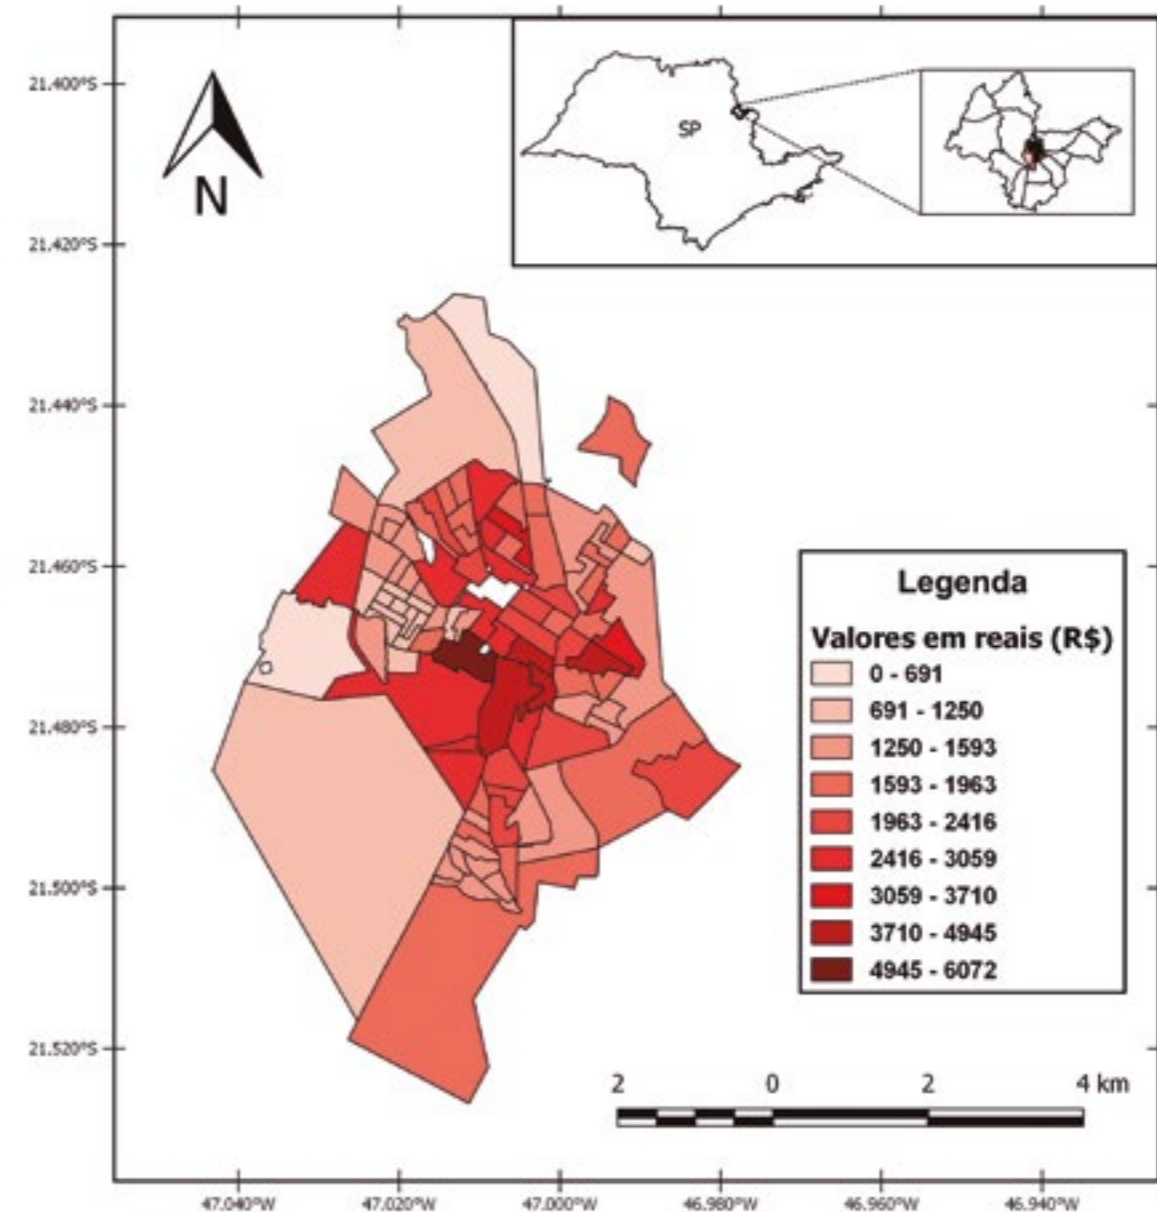 21.400°S
21.420°S
21.440°S
21.460°S
21.480°S
21.500°S
21.520°S
N
SP
Legenda
Valores em reais (R$)
0 - 691
691 - 1250
1250 - 1593
1593 - 1963
1963 - 2416
2416 - 3059
3059 - 3710
3710 - 4945
4945 - 6072
2 0 2 4 km
47.040°W 47.020°W 47.000°W 46.980°W 46.960°W 46.940°W